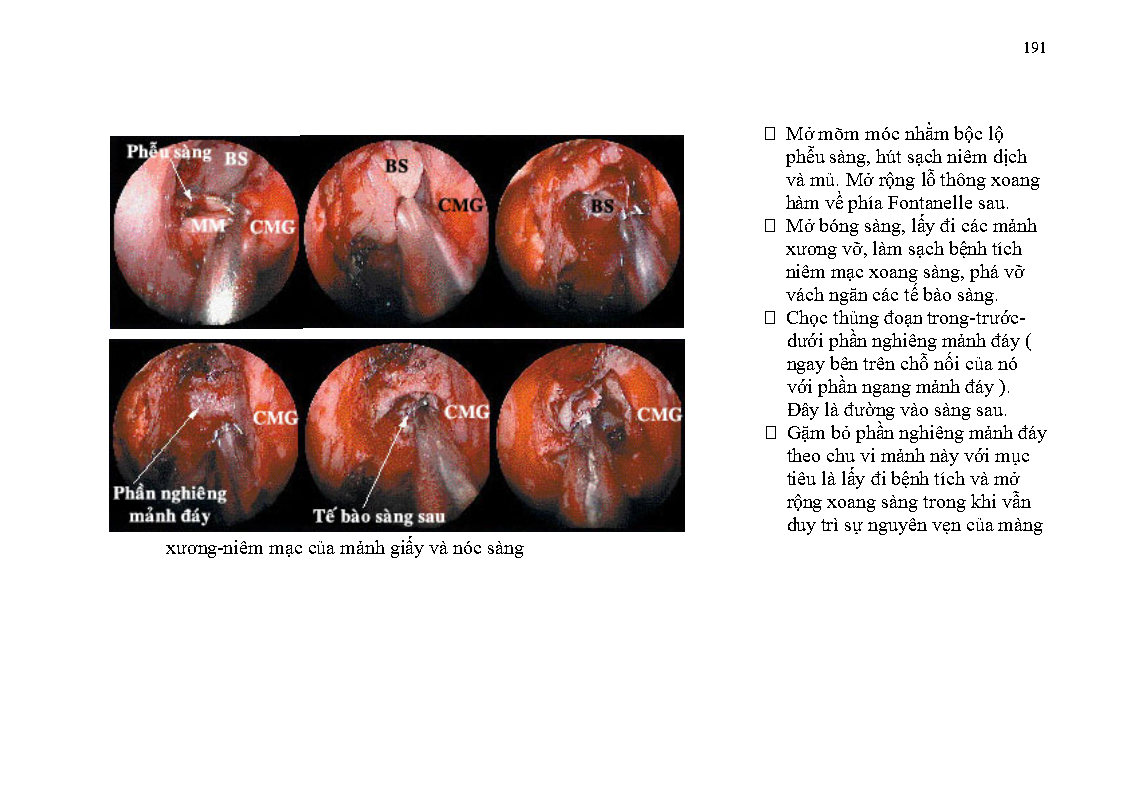 191
Phễu sàng
BS
MM
CMG
BS
CMG
BS
CMG
Phần nghiêng
mảnh đáy
CMG
Tế bào sàng sau
CMG
□ Mở mõm móc nhằm bộc lộ
phễu sàng, hút sạch niêm dịch
và mủ. Mở rộng lỗ thông xoang
hàm về phía Fontanelle sau.
□ Mở bóng sàng, lấy đi các mảnh
xương vỡ, làm sạch bệnh tích
niêm mạc xoang sàng, phá vỡ
vách ngăn các tế bào sàng.
□ Chọc thủng đoạn trong-trước-
dưới phần nghiêng mảnh đáy (
ngay bên trên chỗ nối của nó
với phần ngang mảnh đáy ).
Đây là đường vào sàng sau.
□ Gặm bỏ phần nghiêng mảnh đáy
theo chu vi mảnh này với mục
tiêu là lấy đi bệnh tích và mở
rộng xoang sàng trong khi vẫn
duy trì sự nguyên vẹn của màng
xương-niêm mạc của mảnh giấy và nóc sàng